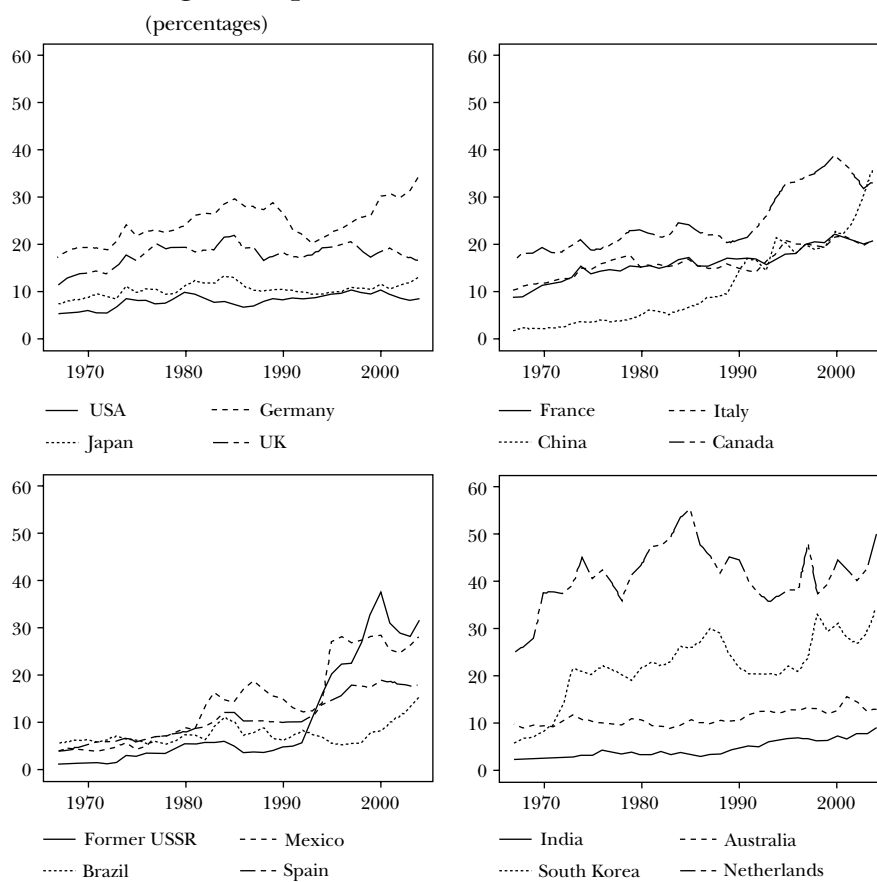 (percentages)
60
50
40
30
20
10
0
1970 1980 1990 2000
USA Germany
Japan UK
60
50
40
30
20
10
0
1970 1980 1990 2000
France Italy
China Canada
60
50
40
30
20
10
0
1970 1980 1990 2000
Former USSR Mexico
Brazil Spain
60
50
40
30
20
10
0
1970 1980 1990 2000
India Australia
South Korea Netherlands